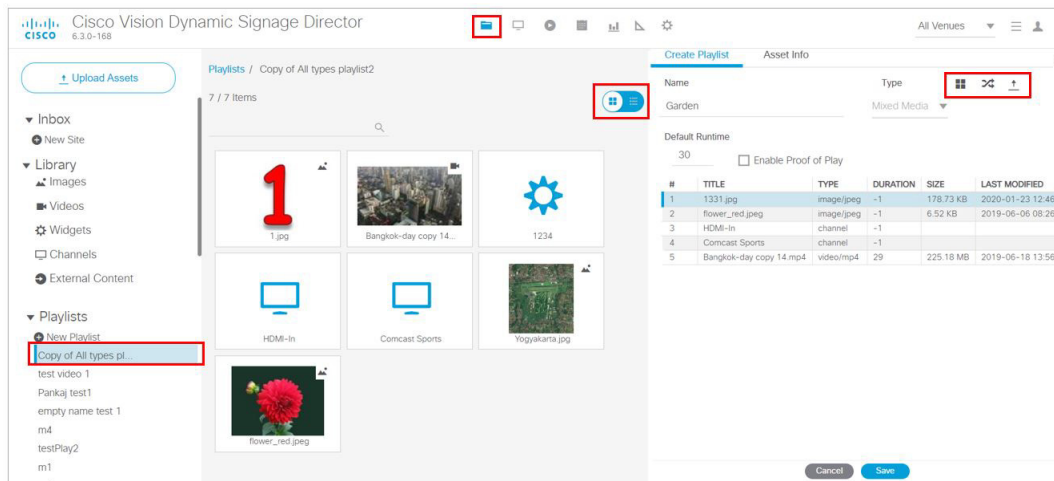 CISCO
Cisco Vision Dynamic Signage Director
6.3.0-168
All Venues
Upload Assets
Inbox
New Site
Library
Images
Videos
Widgets
Channels
External Content
Playlists
New Playlist
Copy of All types pl...
test video 1
Pankaj test1
empty name test 1
m4
testPlay2
m1
Playlists / Copy of All types playlist2
7 / 7 Items
1
1.jpg
Bangkok-day copy 14...
1234
HDMI-In
Comcast Sports
Yogyakarta.jpg
flower_red.jpeg
Create Playlist Asset Info
Name Type
Garden Mixed Media
Default Runtime
30 Enable Proof of Play
# TITLE TYPE DURATION SIZE LAST MODIFIED
1 1331.jpg image/jpeg -1 178.73 KB 2020-01-23 12:46
2 flower_red.jpeg image/jpeg -1 6.52 KB 2019-06-06 08:26
3 HDMI-In channel -1
4 Comcast Sports channel -1
5 Bangkok-day copy 14.mp4 video/mp4 29 225.18 MB 2019-06-18 13:56
Cancel Save